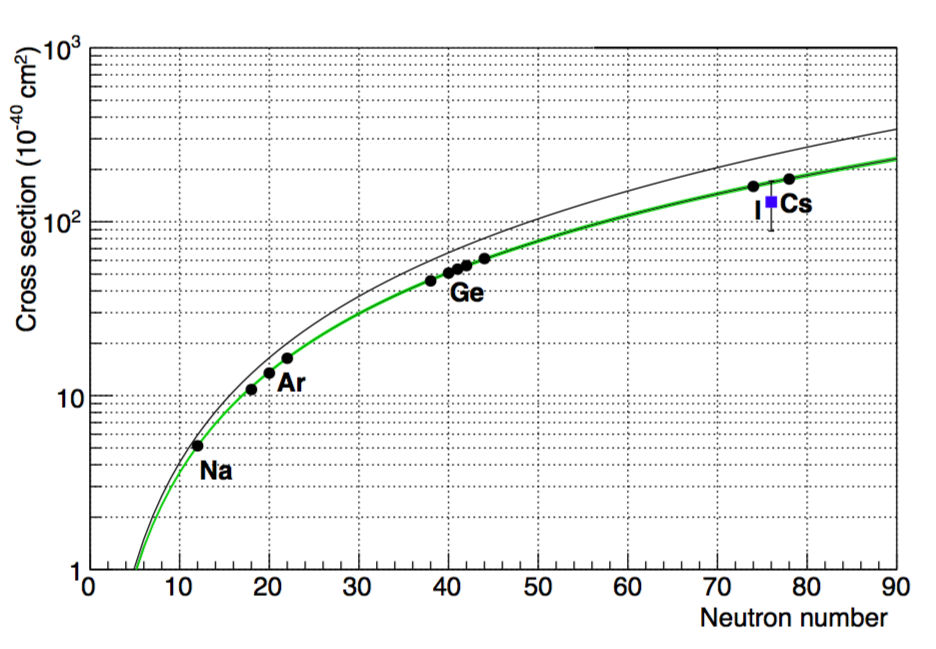 Cross section (10⁻⁴⁰ cm²)
10³
10²
10
1
I
Cs
Ge
Ar
Na
0 10 20 30 40 50 60 70 80 90
Neutron number